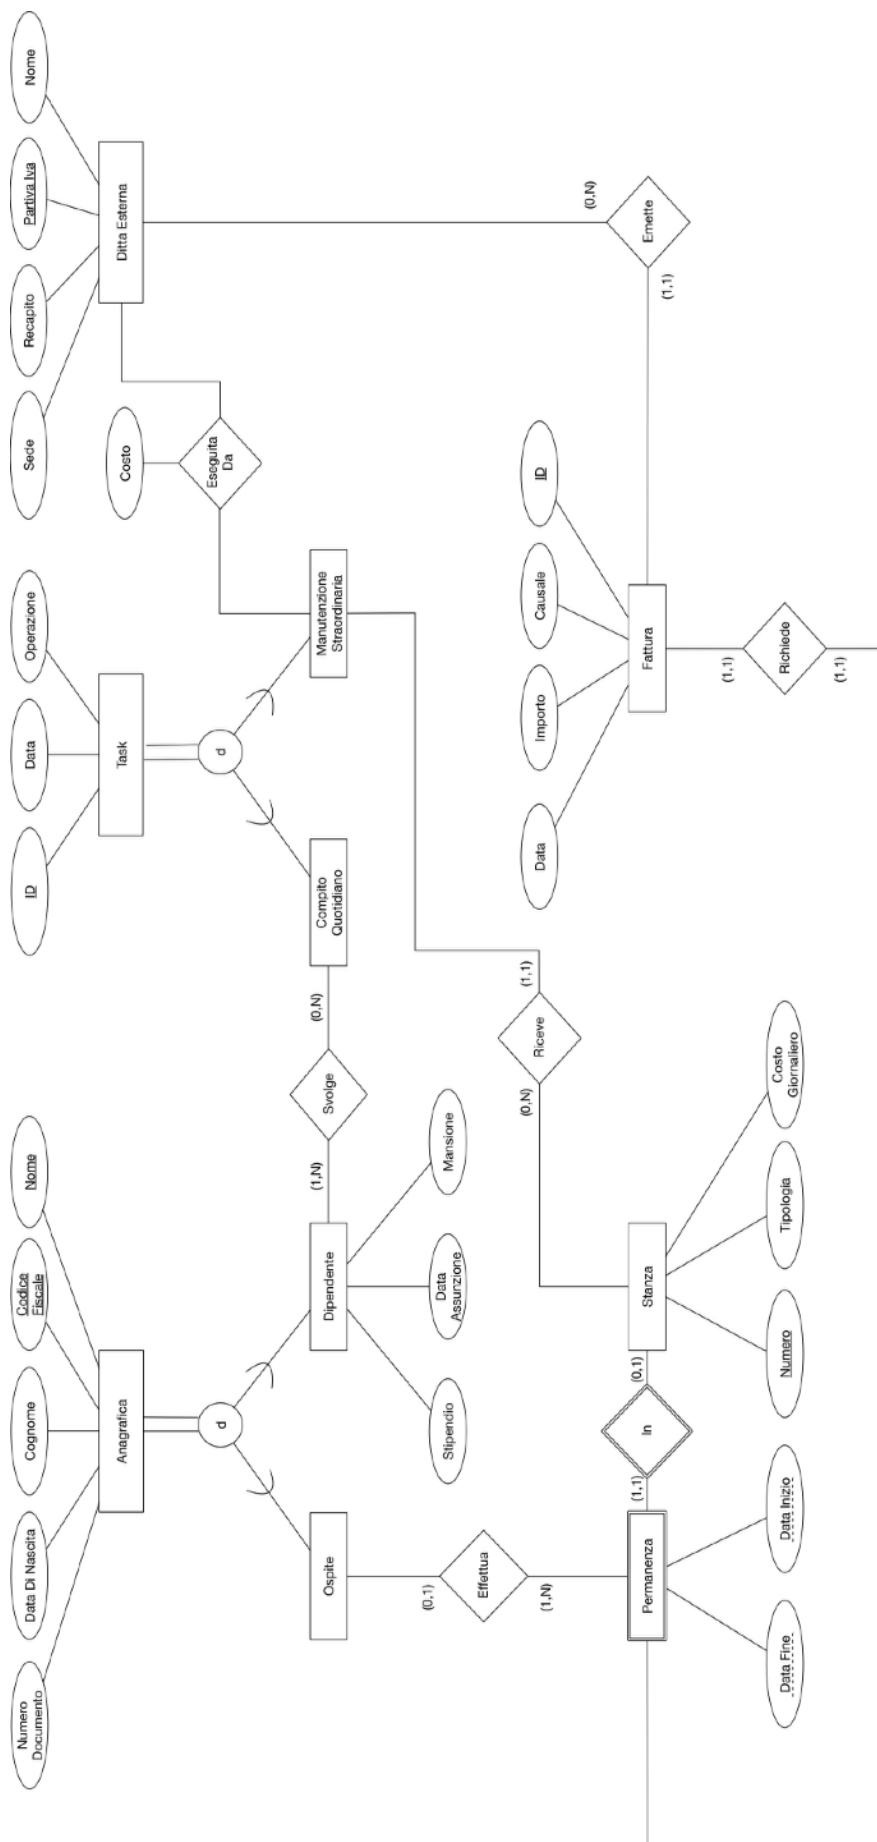 Numero
Documento
Data Di Nascita
Cognome
Codice
Fiscale
Nome
ID
Data
Operazione
Sede
Recapito
Partiva Iva
Nome
Anagrafica
Task
Ditta Esterna
Costo
d
d
Eseguita
Da
Ospite
Dipendente
(1,N)
Svolge
(0,N)
Compito
Quotidiano
Manutenzione
Straordinaria
Stipendio
Data
Assunzione
Mansione
(0,1)
Effettua
(1,N)
(0,N)
Riceve
(1,1)
Data
Importo
Causale
ID
(0,N)
Emette
(1,1)
Permanenza
(1,1)
In
(0,1)
Stanza
Fattura
(1,1)
Richiede
(1,1)
Data Fine
Data Inizio
Numero
Tipologia
Costo
Giornaliero